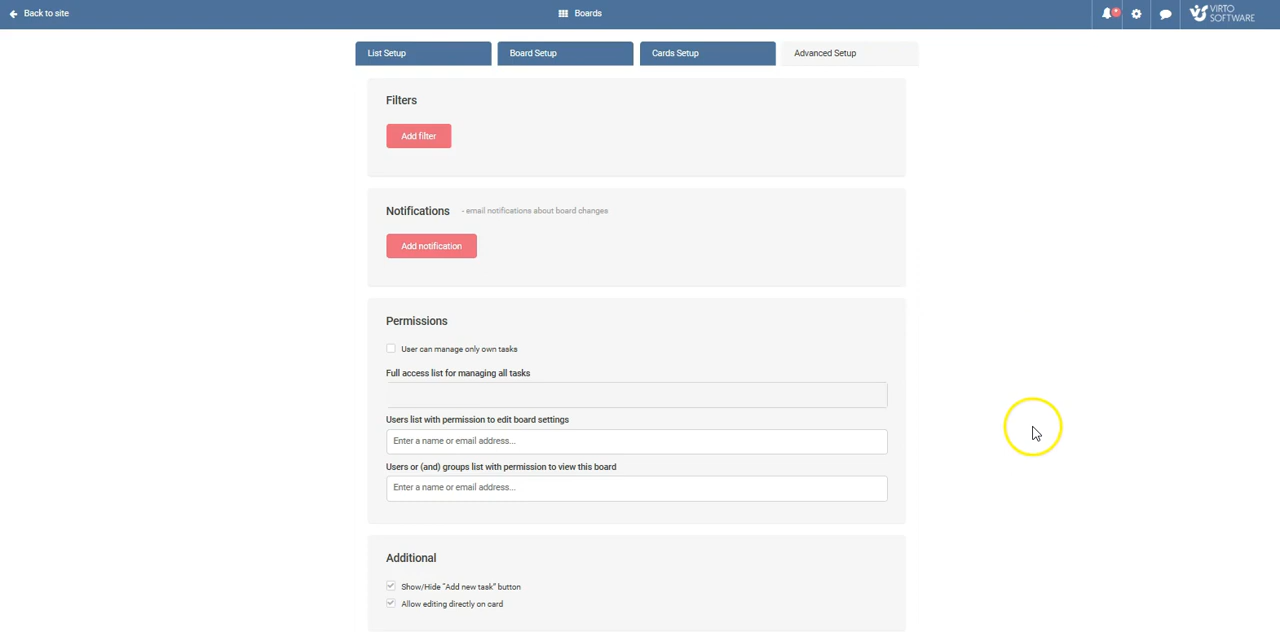 Back to site
Boards
VIRTO
SOFTWARE
List Setup
Board Setup
Cards Setup
Advanced Setup
Filters
Add filter
Notifications - email notifications about board changes
Add notification
Permissions
User can manage only own tasks
Full access list for managing all tasks
Users list with permission to edit board settings
Enter a name or email address...
Users or (and) groups list with permission to view this board
Enter a name or email address...
Additional
Show/Hide "Add new task" button
Allow editing directly on card